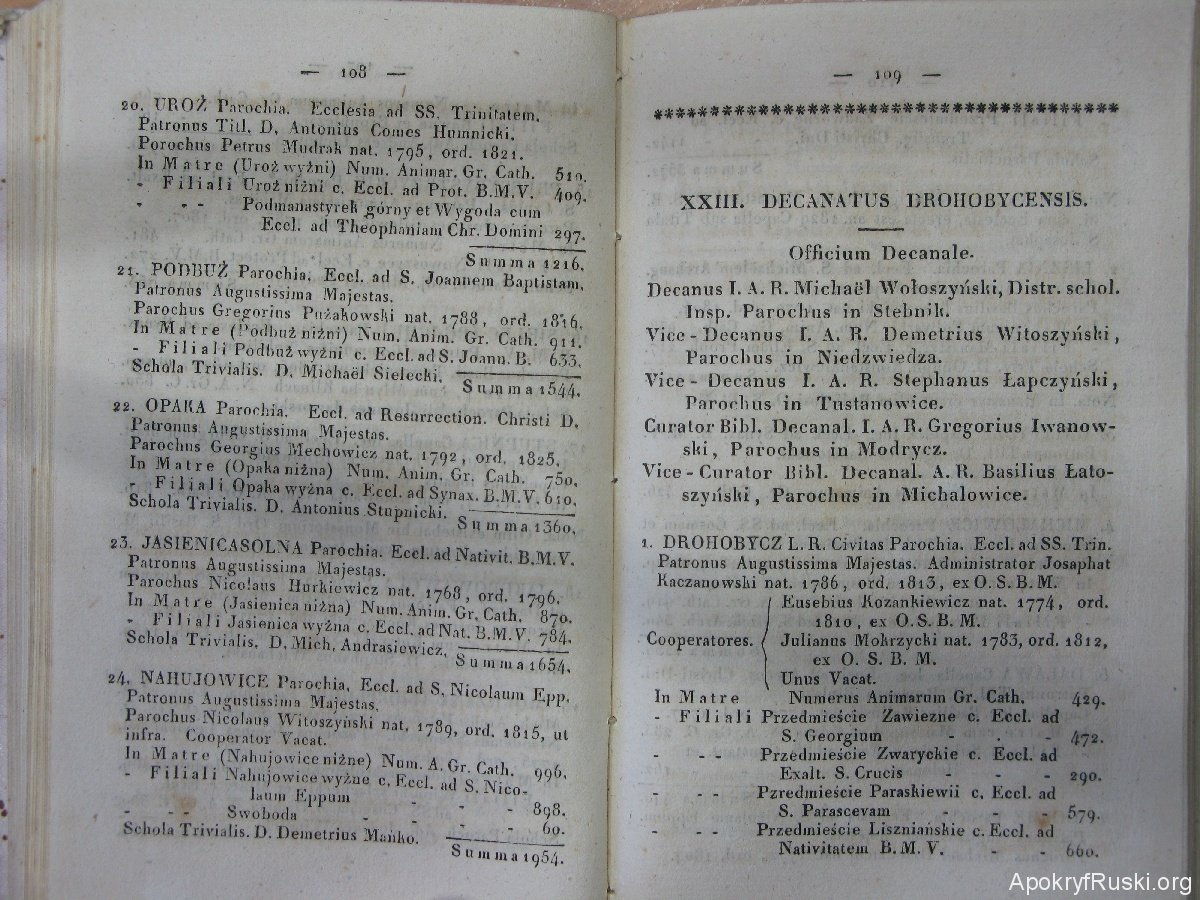 — 108 —
20. UROŻ Parochia. Ecclesia ad SS. Trinitatem.
Patronus Titl. D. Antonius Comes Humnicki.
Porochus Petrus Mudrak nat. 1795, ord. 1821.
In Matre (Uroż wyżni) Num. Animar. Gr. Cath. 510.
- Filiali Uroż niżni c. Eccl. ad Prot. B.M.V. 409.
- - - Podmanastyrek górny et Wygoda cum
Eccl. ad Theophaniam Chr. Domini 297.
Summa 1216.
21. PODBUŻ Parochia. Eccl. ad S. Joannem Baptistam.
Patronus Augustissima Majestas.
Parochus Gregorius Pużakowski nat. 1788, ord. 1816.
In Matre (Podbuż niżni) Num. Anim. Gr. Cath. 911.
- Filiali Podbuż wyżni c. Eccl. ad S. Joann. B. 633.
Schola Trivialis. D. Michaël Sielecki.
Summa 1544.
22. OPAKA Parochia. Eccl. ad Resurrection. Christi D.
Patronus Augustissima Majestas.
Parochus Georgius Mechowicz nat. 1792, ord. 1825.
In Matre (Opaka niżna) Num. Anim. Gr. Cath. 750.
- Filiali Opaka wyżna c. Eccl. ad Synax. B.M.V. 610.
Schola Trivialis. D. Antonius Stupnicki.
Summa 1360.
23. JASIENICASOLNA Parochia. Eccl. ad Nativit. B.M.V.
Patronus Augustissima Majestas.
Parochus Nicolaus Hurkiewicz nat. 1768, ord. 1796.
In Matre (Jasienica niżna) Num. Anim. Gr. Cath. 870.
- Filiali Jasienica wyżna c. Eccl. ad Nat. B.M.V. 784.
Schola Trivialis. D. Mich. Andrasiewicz.
Summa 1654.
24. NAHUJOWICE Parochia. Eccl. ad S. Nicolaum Epp.
Patronus Augustissima Majestas.
Parochus Nicolaus Witoszyński nat. 1789, ord. 1815, ut
infra. Cooperator Vacat.
In Matre (Nahujowice niżne) Num. A. Gr. Cath. 996.
- Filiali Nahujowice wyżne c. Eccl. ad S. Nico-
laum Eppum - - - 898.
- - - Swoboda - - - - 60.
Schola Trivialis. D. Demetrius Mańko.
Summa 1954.
— 109 —
XXIII. DECANATUS DROHOBYCENSIS.
Officium Decanale.
Decanus I. A. R. Michaël Wołoszyński, Distr. schol.
Insp. Parochus in Stebnik.
Vice-Decanus I. A. R. Demetrius Witoszyński,
Parochus in Niedzwiedza.
Vice-Decanus I. A. R. Stephanus Łapczyński,
Parochus in Tustanowice.
Curator Bibl. Decanal. I. A. R. Gregorius Iwanow-
ski, Parochus in Modrycz.
Vice-Curator Bibl. Decanal. A. R. Basilius Łato-
szyński, Parochus in Michalowice.
1. DROHOBYCZ L. R. Civitas Parochia. Eccl. ad SS. Trin.
Patronus Augustissima Majestas. Administrator Josaphat
Kaczanowski nat. 1786, ord. 1813, ex O. S. B. M.
Eusebius Kozankiewicz nat. 1774, ord.
1810, ex O. S. B. M.
Cooperatores. Julianus Mokrzycki nat. 1783, ord. 1812,
ex O. S. B. M.
Unus Vacat.
In Matre Numerus Animarum Gr. Cath. 429.
- Filiali Przedmieście Zawiezne c. Eccl. ad
S. Georgium - - - 472.
- - - Przedmieście Zwaryckie c. Eccl. ad
Exalt. S. Crucis - - - 290.
- - - Pzredmieście Paraskiewii c. Eccl. ad
S. Parascevam - - - 579.
- - - Przedmieście Liszniańskie c. Eccl. ad
Nativitatem B. M. V. - - 660.
ApokryfRuski.org